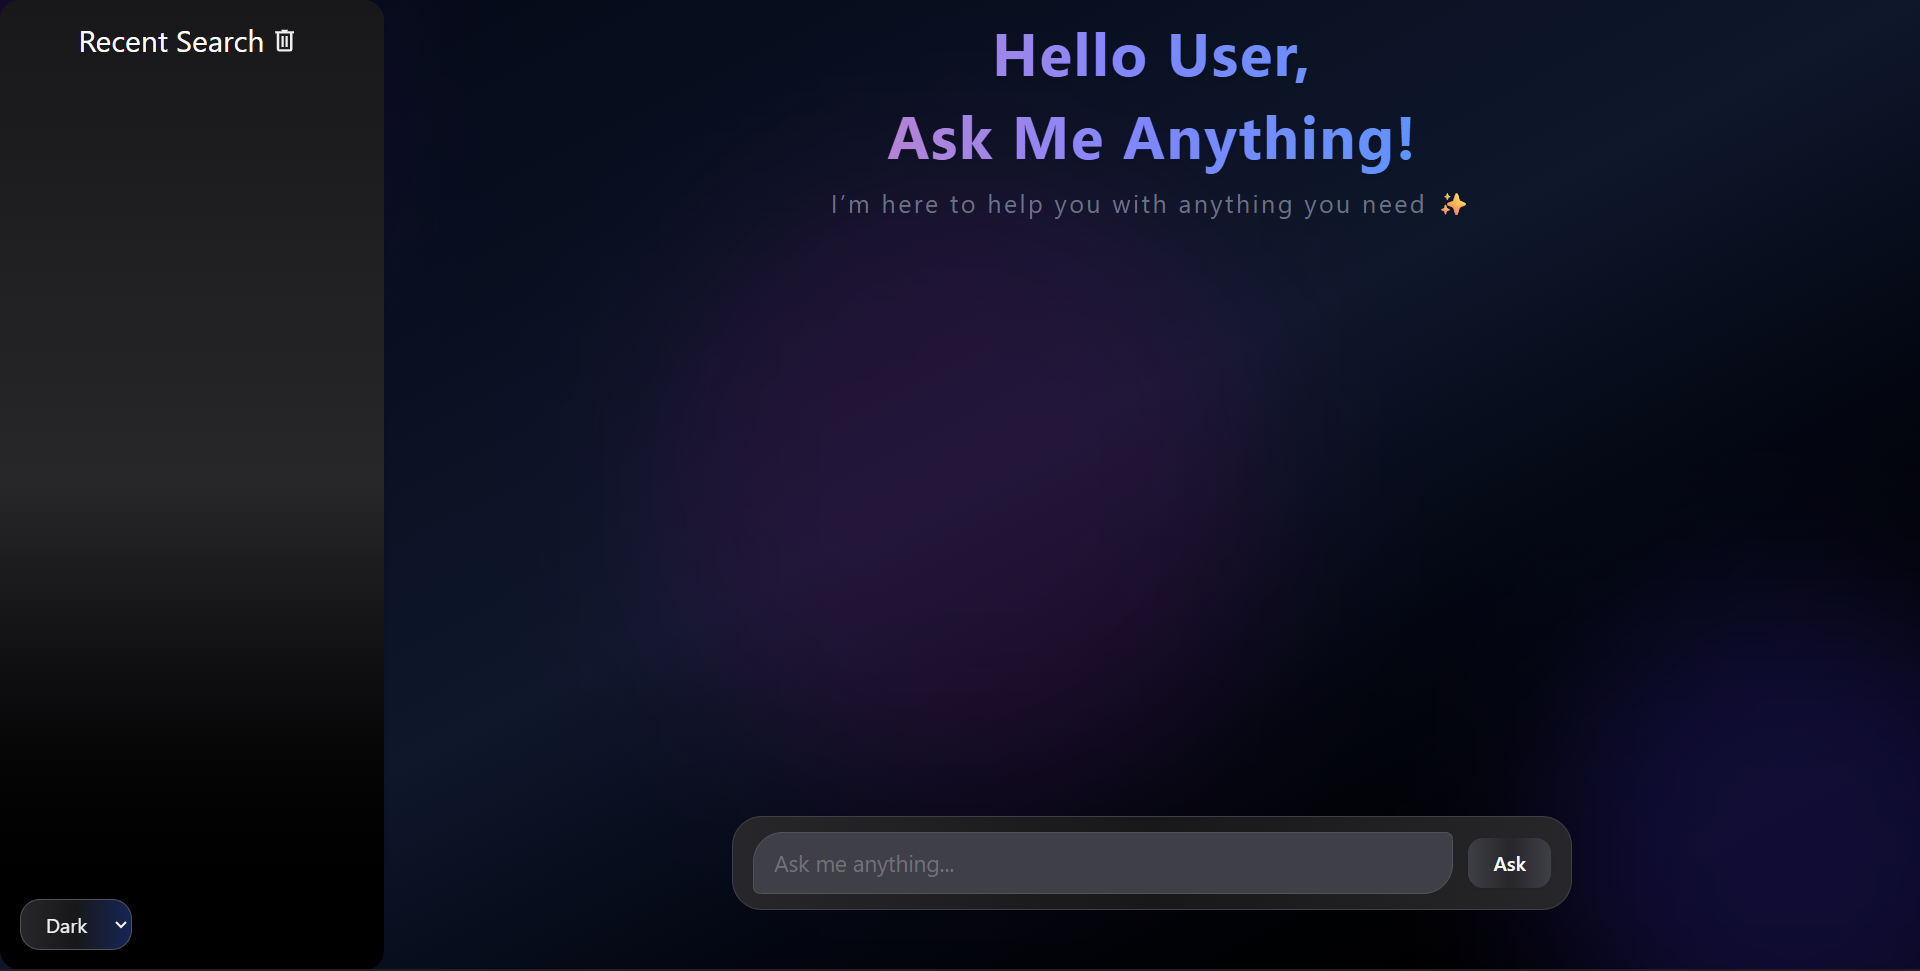 Recent Search
Hello User,
Ask Me Anything!
I’m here to help you with anything you need ✨
Ask me anything...
Ask
Dark